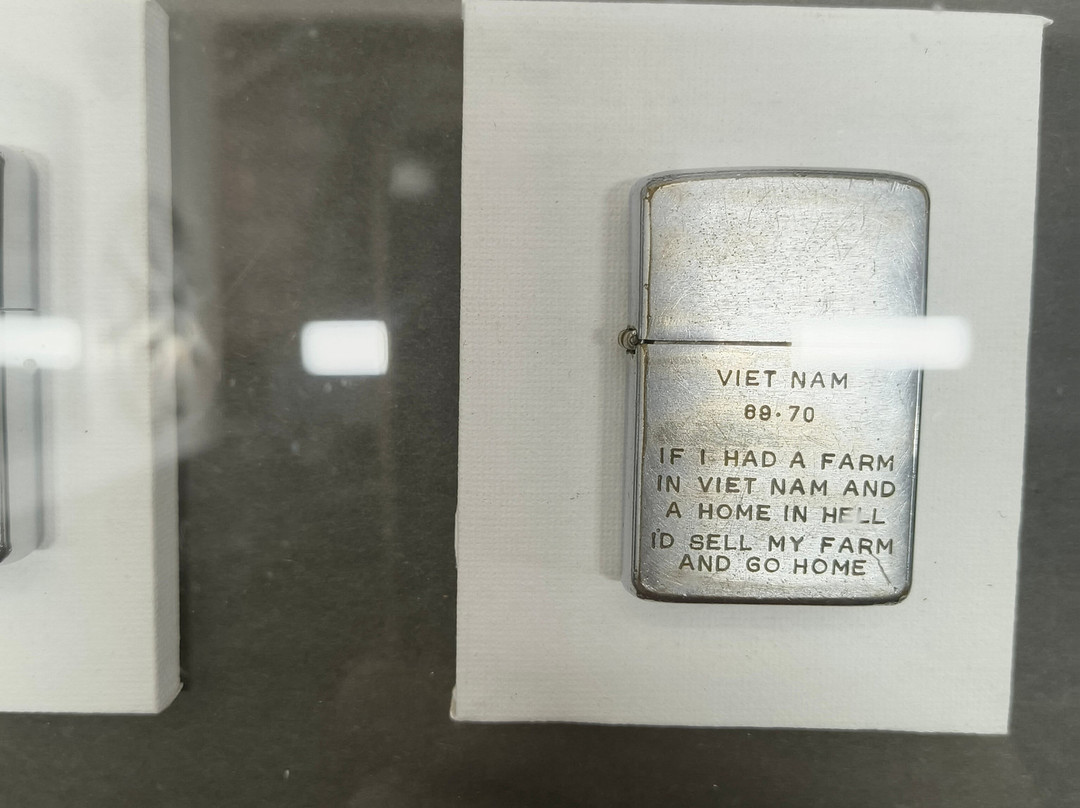 VIET NAM
69·70
IF I HAD A FARM
IN VIET NAM AND
A HOME IN HELL
I'D SELL MY FARM
AND GO HOME